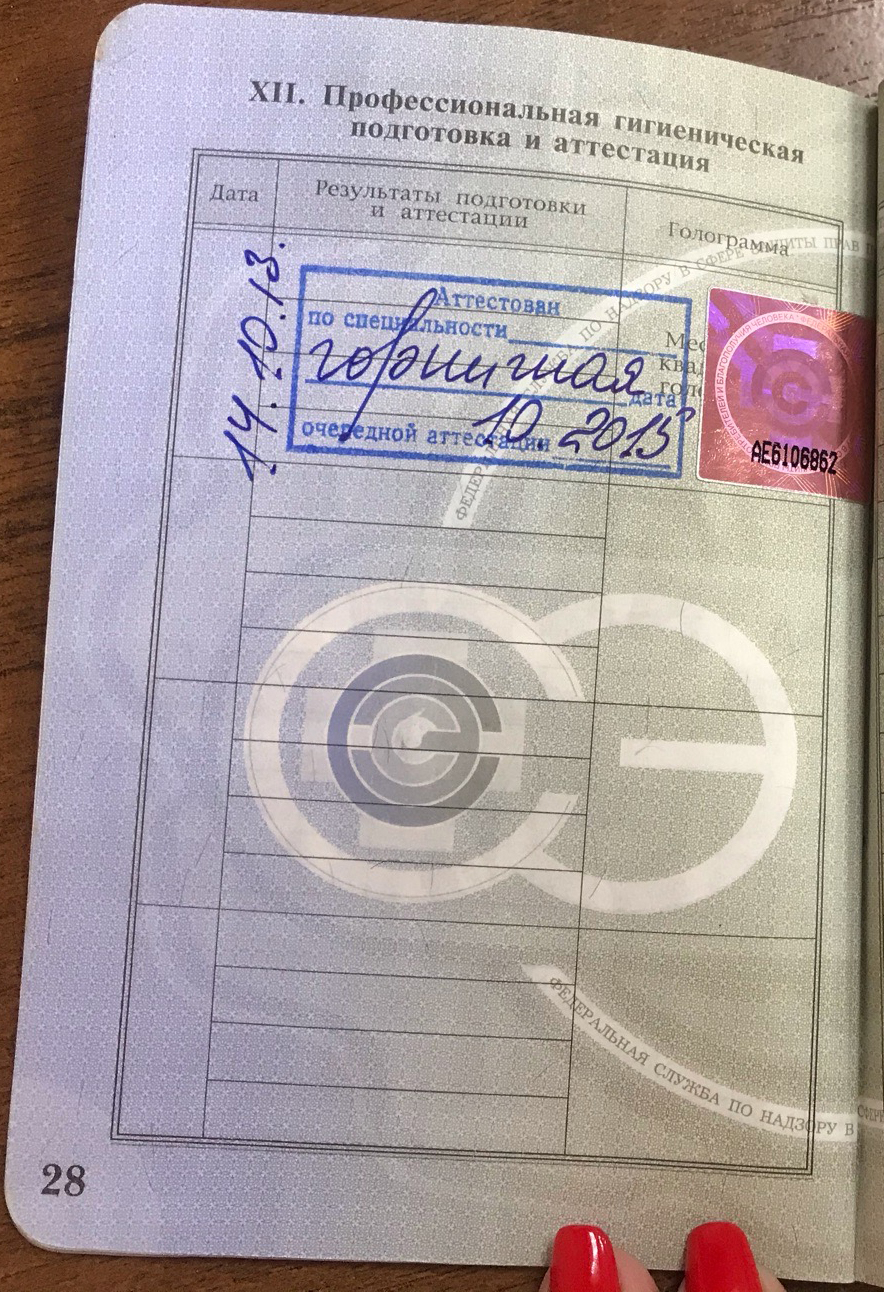 XII. Профессиональная гигиеническая
подготовка и аттестация
Дата
Результаты подготовки
и аттестации
Голограмма
14.10.13.
Аттестован
по специальности
горничная
дата
очередной аттестации 10. 2015
AE6106862
ФЕДЕРАЛЬНАЯ СЛУЖБА ПО НАДЗОРУ В
28